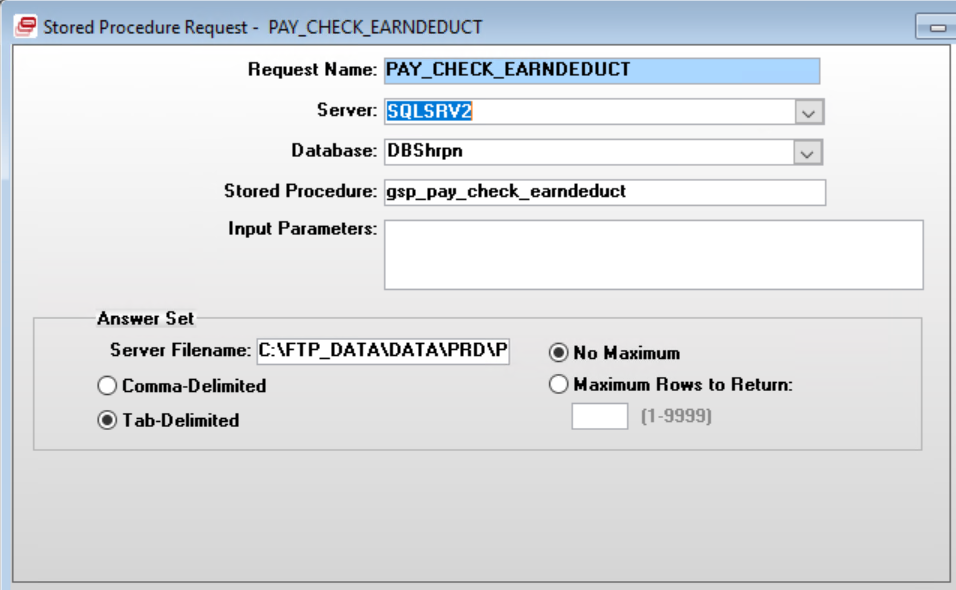 Stored Procedure Request - PAY_CHECK_EARNDEDUCT
Request Name: PAY_CHECK_EARNDEDUCT
Server: SQLSRV2
Database: DBShrpn
Stored Procedure: gsp_pay_check_earndeduct
Input Parameters:
Answer Set
Server Filename: C:\FTP_DATA\DATA\PRD\P
No Maximum
Comma-Delimited
Maximum Rows to Return:
Tab-Delimited
(1-9999)